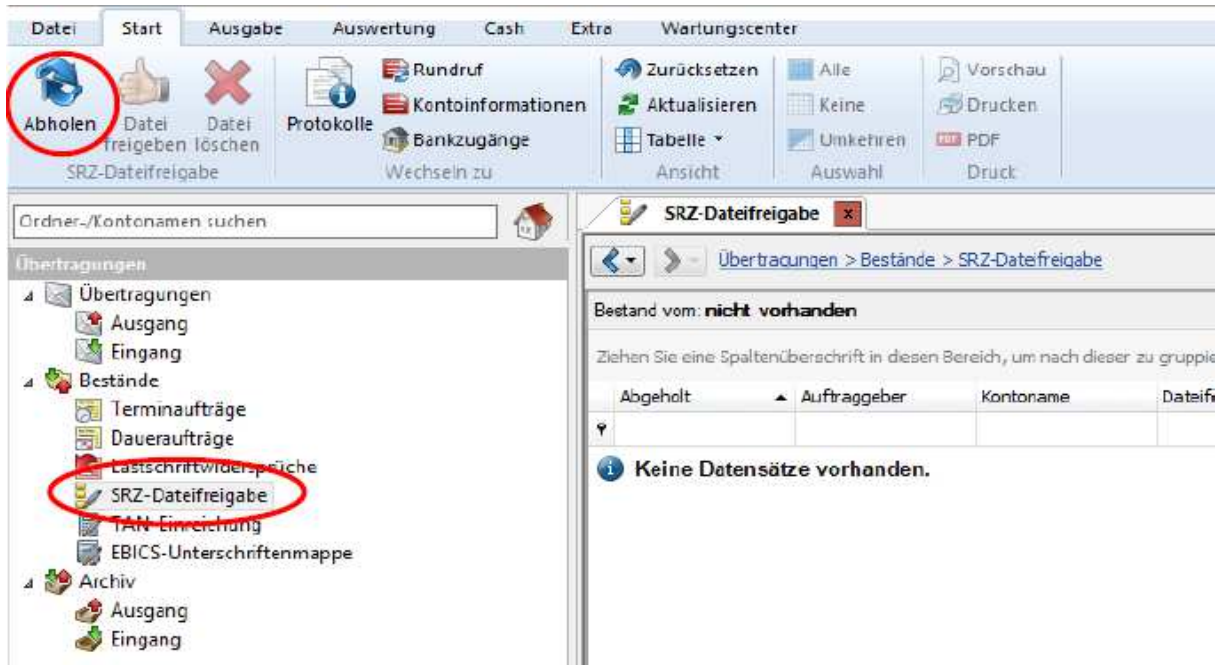 Datei Start Ausgabe Auswertung Cash Extra Wartungscenter
Abholen
Datei freigeben
Datei löschen
SRZ-Dateifreigabe
Protokolle
Rundruf
Kontoinformationen
Bankzugänge
Wechseln zu
Zurücksetzen
Aktualisieren
Tabelle
Ansicht
Alle
Keine
Umkehren
Auswahl
Vorschau
Drucken
PDF PDF
Druck
Ordner-/Kontonamen suchen
Übertragungen
Übertragungen
Ausgang
Eingang
Bestände
Terminaufträge
Daueraufträge
Lastschriftwidersprüche
SRZ-Dateifreigabe
TAN-Einreichung
EBICS-Unterschriftenmappe
Archiv
Ausgang
Eingang
SRZ-Dateifreigabe x
Übertragungen > Bestände > SRZ-Dateifreigabe
Bestand vom: nicht vorhanden
Ziehen Sie eine Spaltenüberschrift in diesen Bereich, um nach dieser zu gruppie
Abgeholt Auftraggeber Kontoname Dateife
Keine Datensätze vorhanden.